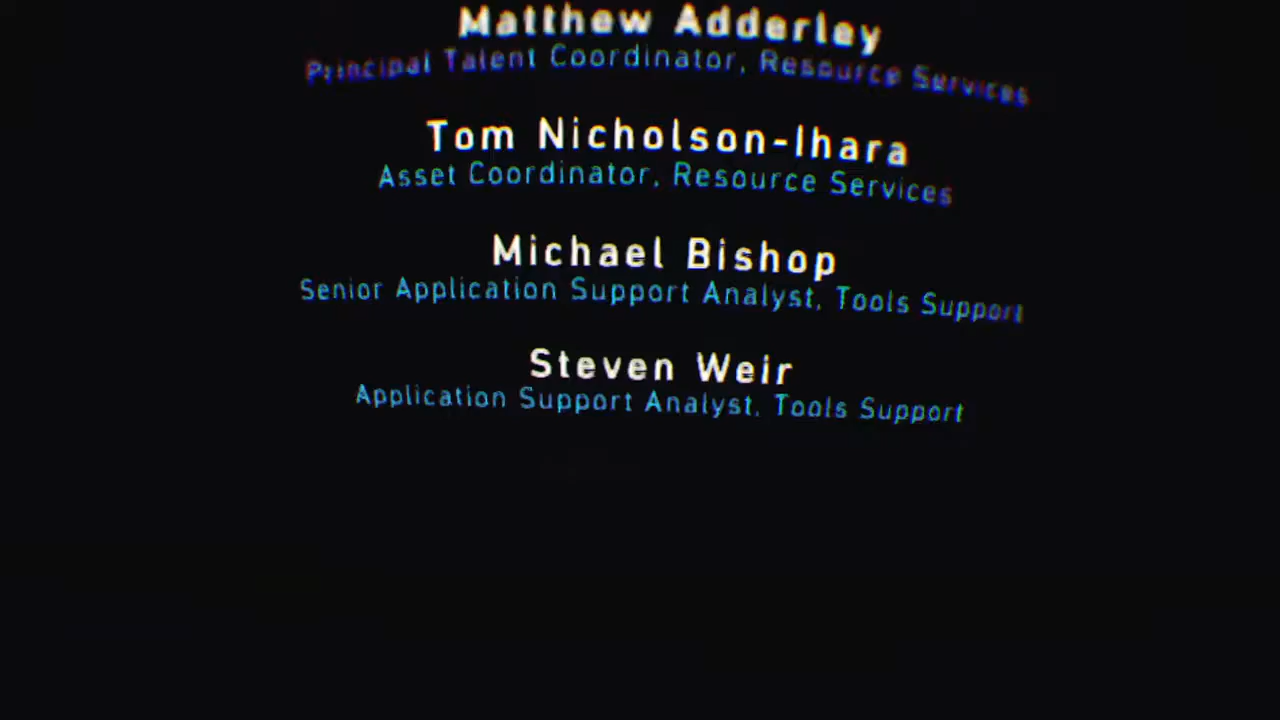 Matthew Adderley
Principal Talent Coordinator, Resource Services
Tom Nicholson-Ihara
Asset Coordinator, Resource Services
Michael Bishop
Senior Application Support Analyst, Tools Support
Steven Weir
Application Support Analyst, Tools Support